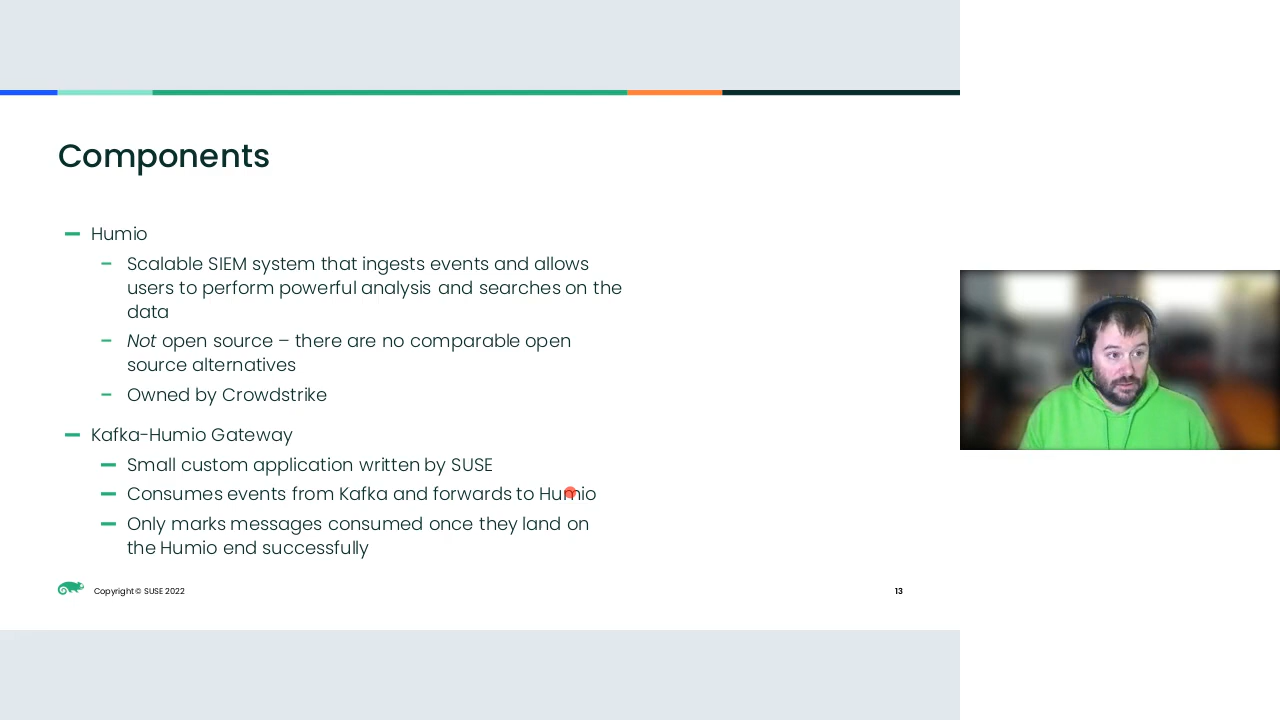 Components
Humio
Scalable SIEM system that ingests events and allows
users to perform powerful analysis and searches on the
data
Not open source – there are no comparable open
source alternatives
Owned by Crowdstrike
Kafka-Humio Gateway
Small custom application written by SUSE
Consumes events from Kafka and forwards to Humio
Only marks messages consumed once they land on
the Humio end successfully
Copyright © SUSE 2022
13